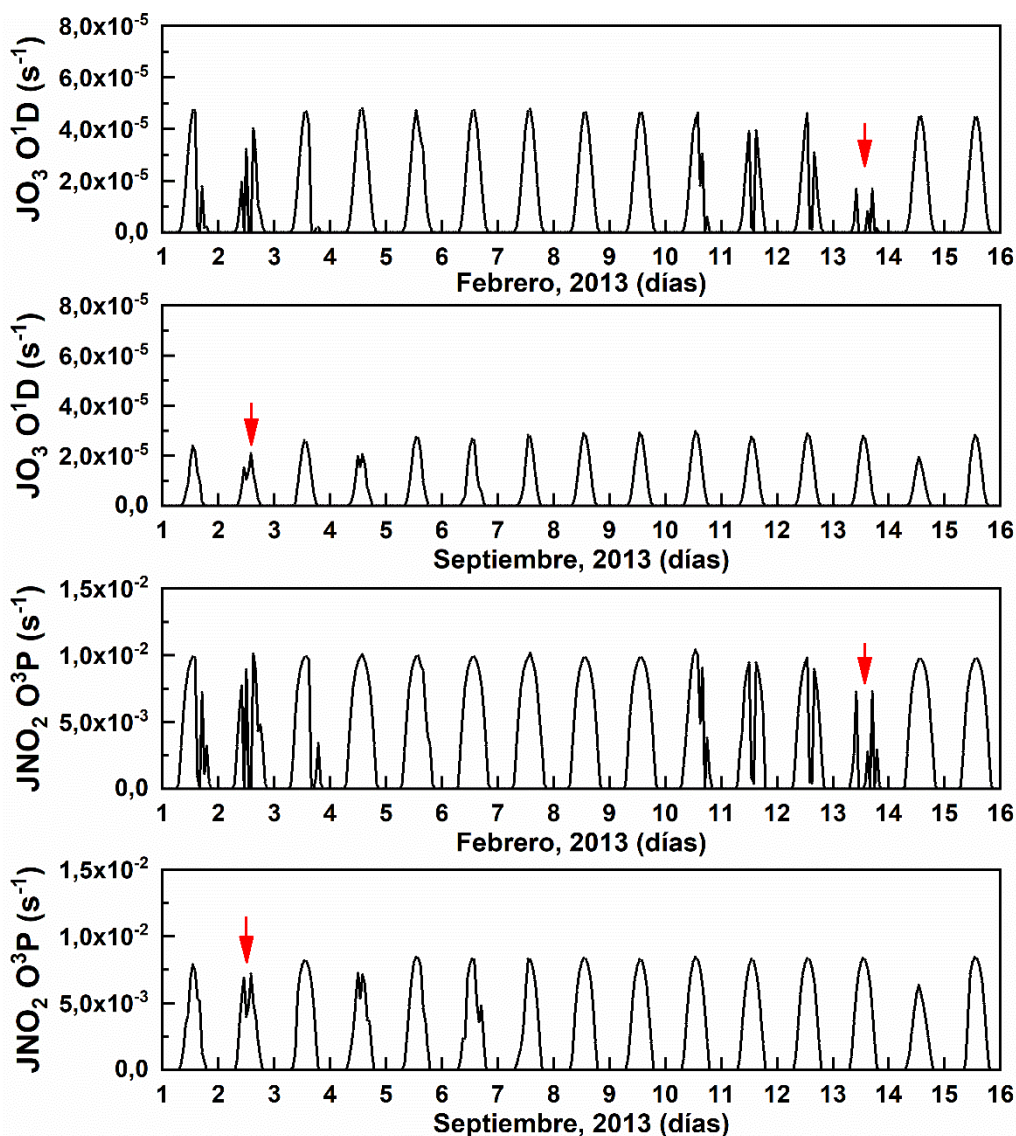 8,0x10⁻⁵
6,0x10⁻⁵
4,0x10⁻⁵
2,0x10⁻⁵
0,0
JO₃ O¹D (s⁻¹)
1 2 3 4 5 6 7 8 9 10 11 12 13 14 15 16
Febrero, 2013 (días)
8,0x10⁻⁵
6,0x10⁻⁵
4,0x10⁻⁵
2,0x10⁻⁵
0,0
JO₃ O¹D (s⁻¹)
1 2 3 4 5 6 7 8 9 10 11 12 13 14 15 16
Septiembre, 2013 (días)
1,5x10⁻²
1,0x10⁻²
5,0x10⁻³
0,0
JNO₂ O³P (s⁻¹)
1 2 3 4 5 6 7 8 9 10 11 12 13 14 15 16
Febrero, 2013 (días)
1,5x10⁻²
1,0x10⁻²
5,0x10⁻³
0,0
JNO₂ O³P (s⁻¹)
1 2 3 4 5 6 7 8 9 10 11 12 13 14 15 16
Septiembre, 2013 (días)